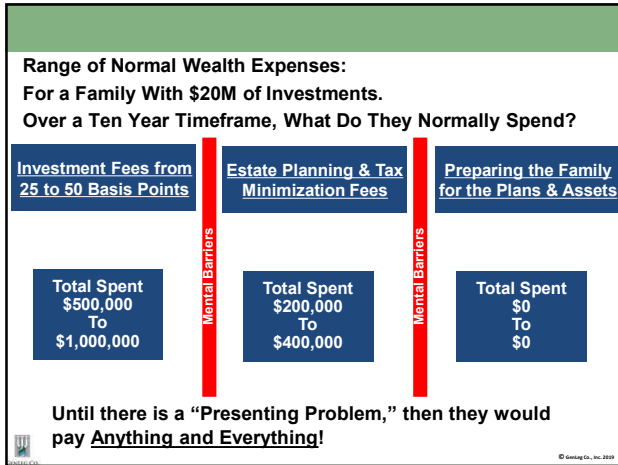 Range of Normal Wealth Expenses:
For a Family With $20M of Investments.
Over a Ten Year Timeframe, What Do They Normally Spend?
Investment Fees from
25 to 50 Basis Points
Mental Barriers
Estate Planning & Tax
Minimization Fees
Mental Barriers
Preparing the Family
for the Plans & Assets
Total Spent
$500,000
To
$1,000,000
Total Spent
$200,000
To
$400,000
Total Spent
$0
To
$0
Until there is a “Presenting Problem,” then they would
pay Anything and Everything!
GENLEG CO.
© GenLeg Co., Inc. 2019